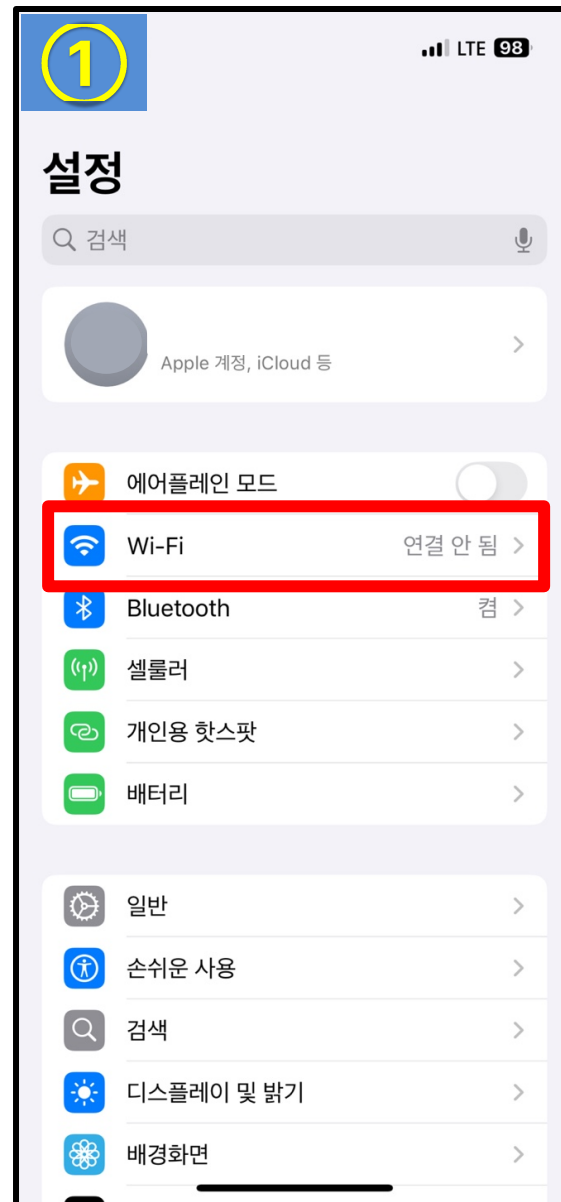 1
LTE 98
설정
검색
Apple 계정, iCloud 등
에어플레인 모드
Wi-Fi 연결 안 됨
Bluetooth 켬
셀룰러
개인용 핫스팟
배터리
일반
손쉬운 사용
검색
디스플레이 및 밝기
배경화면